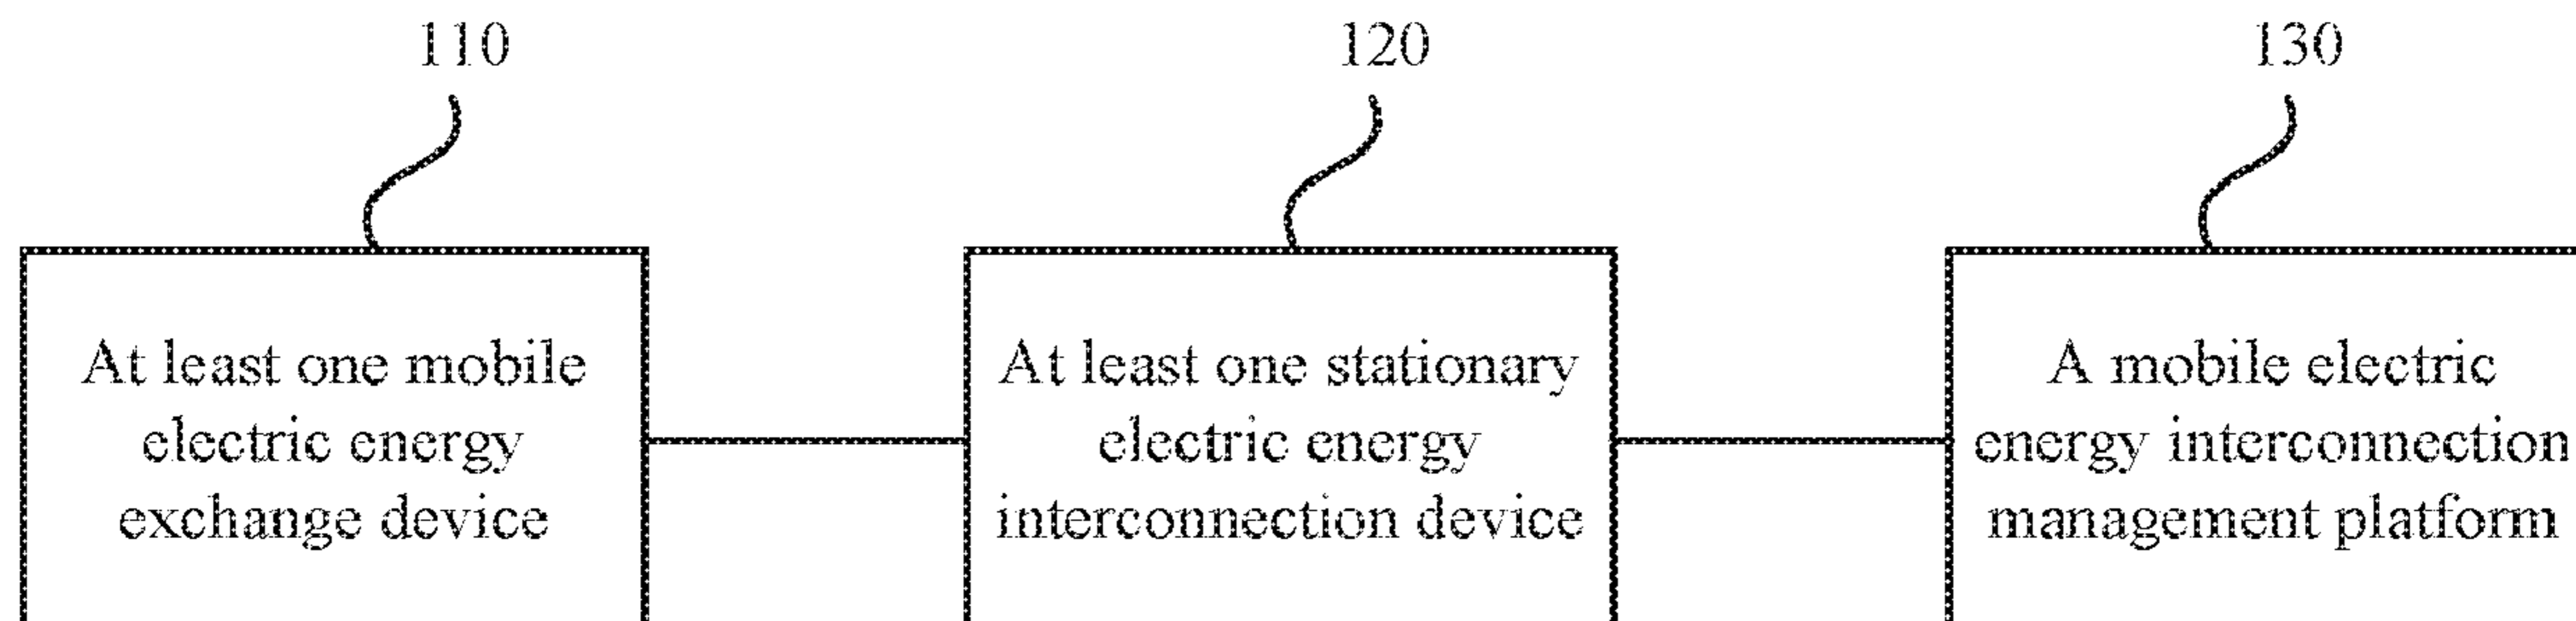 110
120
130
At least one mobile
electric energy
exchange device
At least one stationary
electric energy
interconnection device
A mobile electric
energy interconnection
management platform